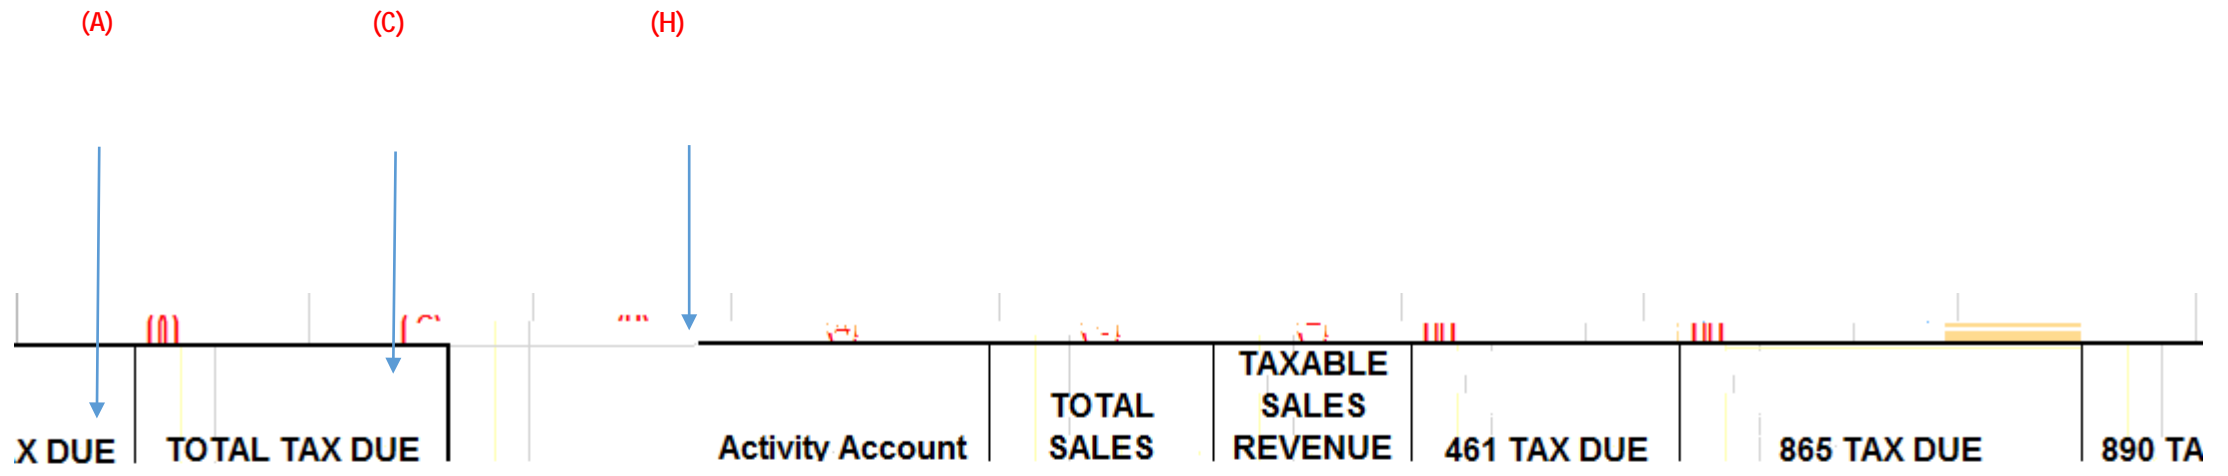 (A) (C) (H)
TAXABLE
TOTAL SALES
X DUE TOTAL TAX DUE Activity Account SALES REVENUE 461 TAX DUE 865 TAX DUE 890 TA